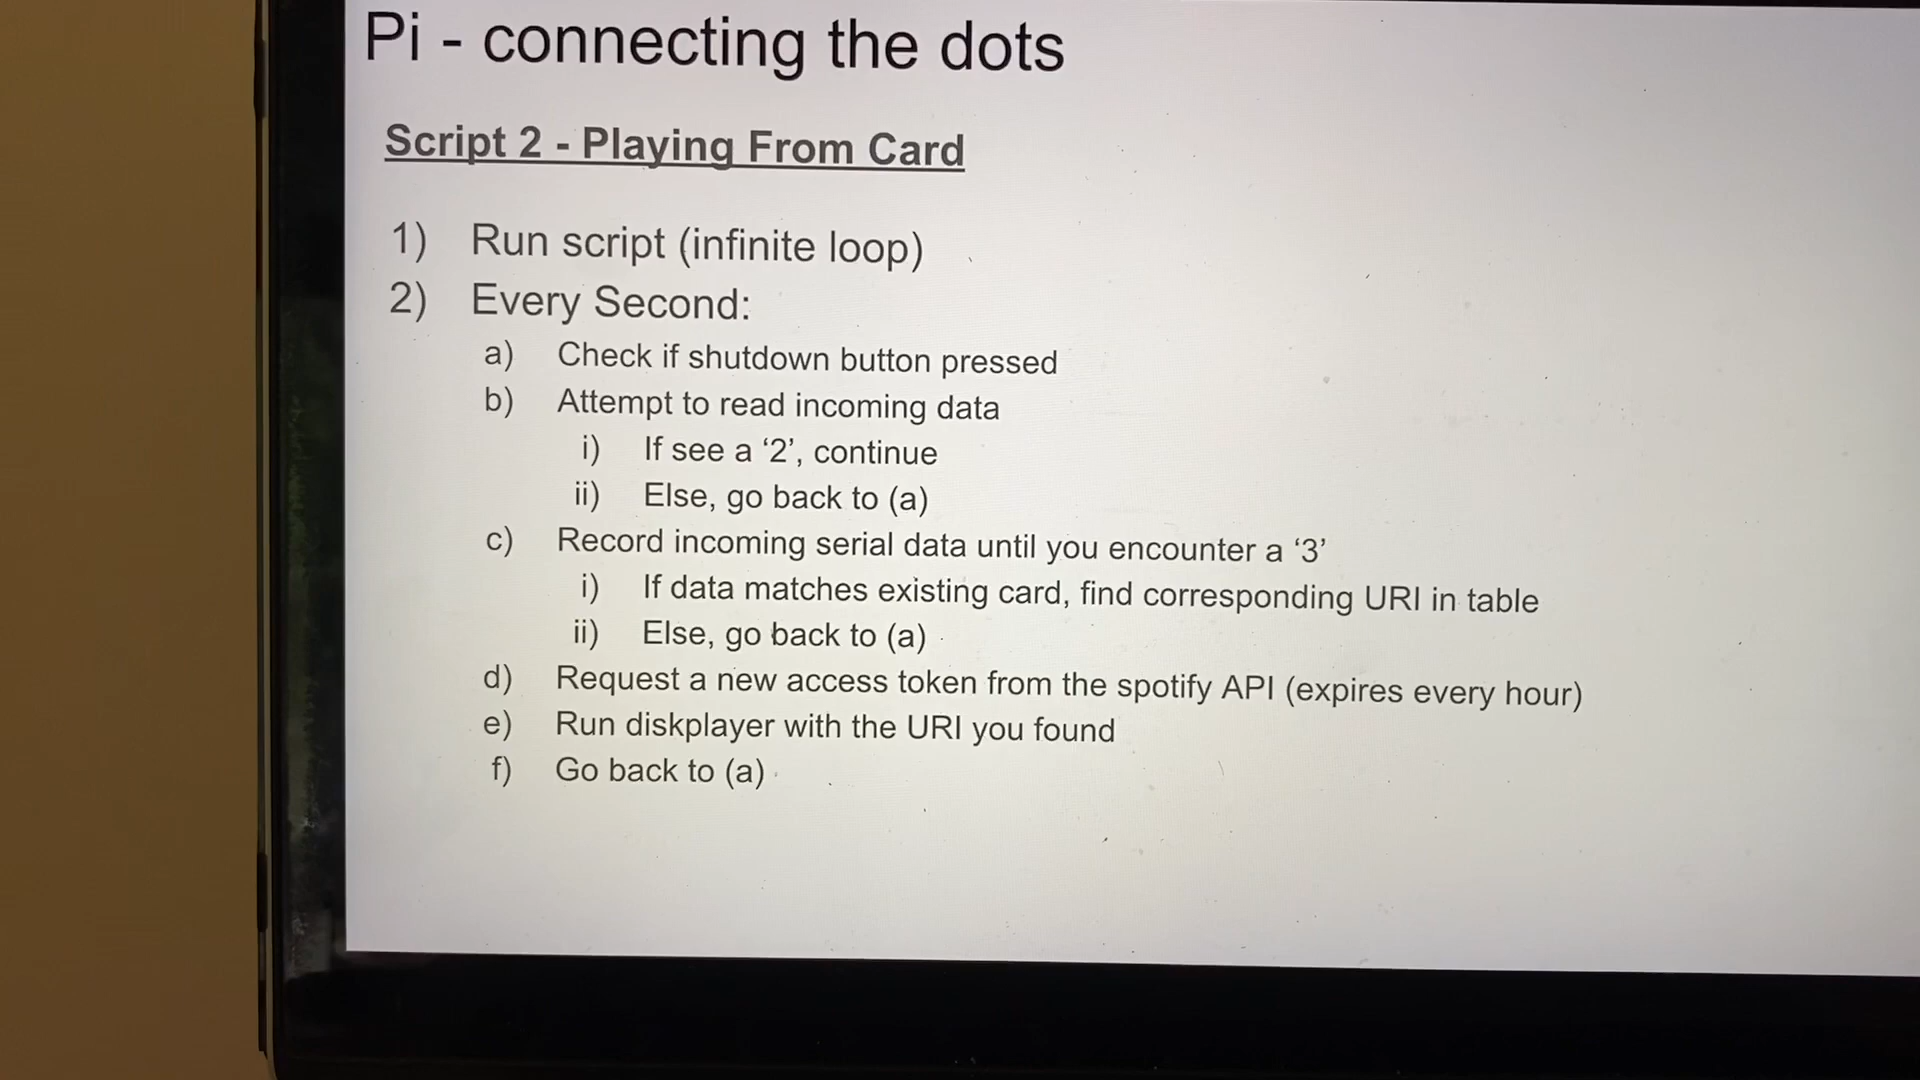 Pi - connecting the dots
Script 2 - Playing From Card
1) Run script (infinite loop)
2) Every Second:
a) Check if shutdown button pressed
b) Attempt to read incoming data
i) If see a ‘2’, continue
ii) Else, go back to (a)
c) Record incoming serial data until you encounter a ‘3’
i) If data matches existing card, find corresponding URI in table
ii) Else, go back to (a)
d) Request a new access token from the spotify API (expires every hour)
e) Run diskplayer with the URI you found
f) Go back to (a)